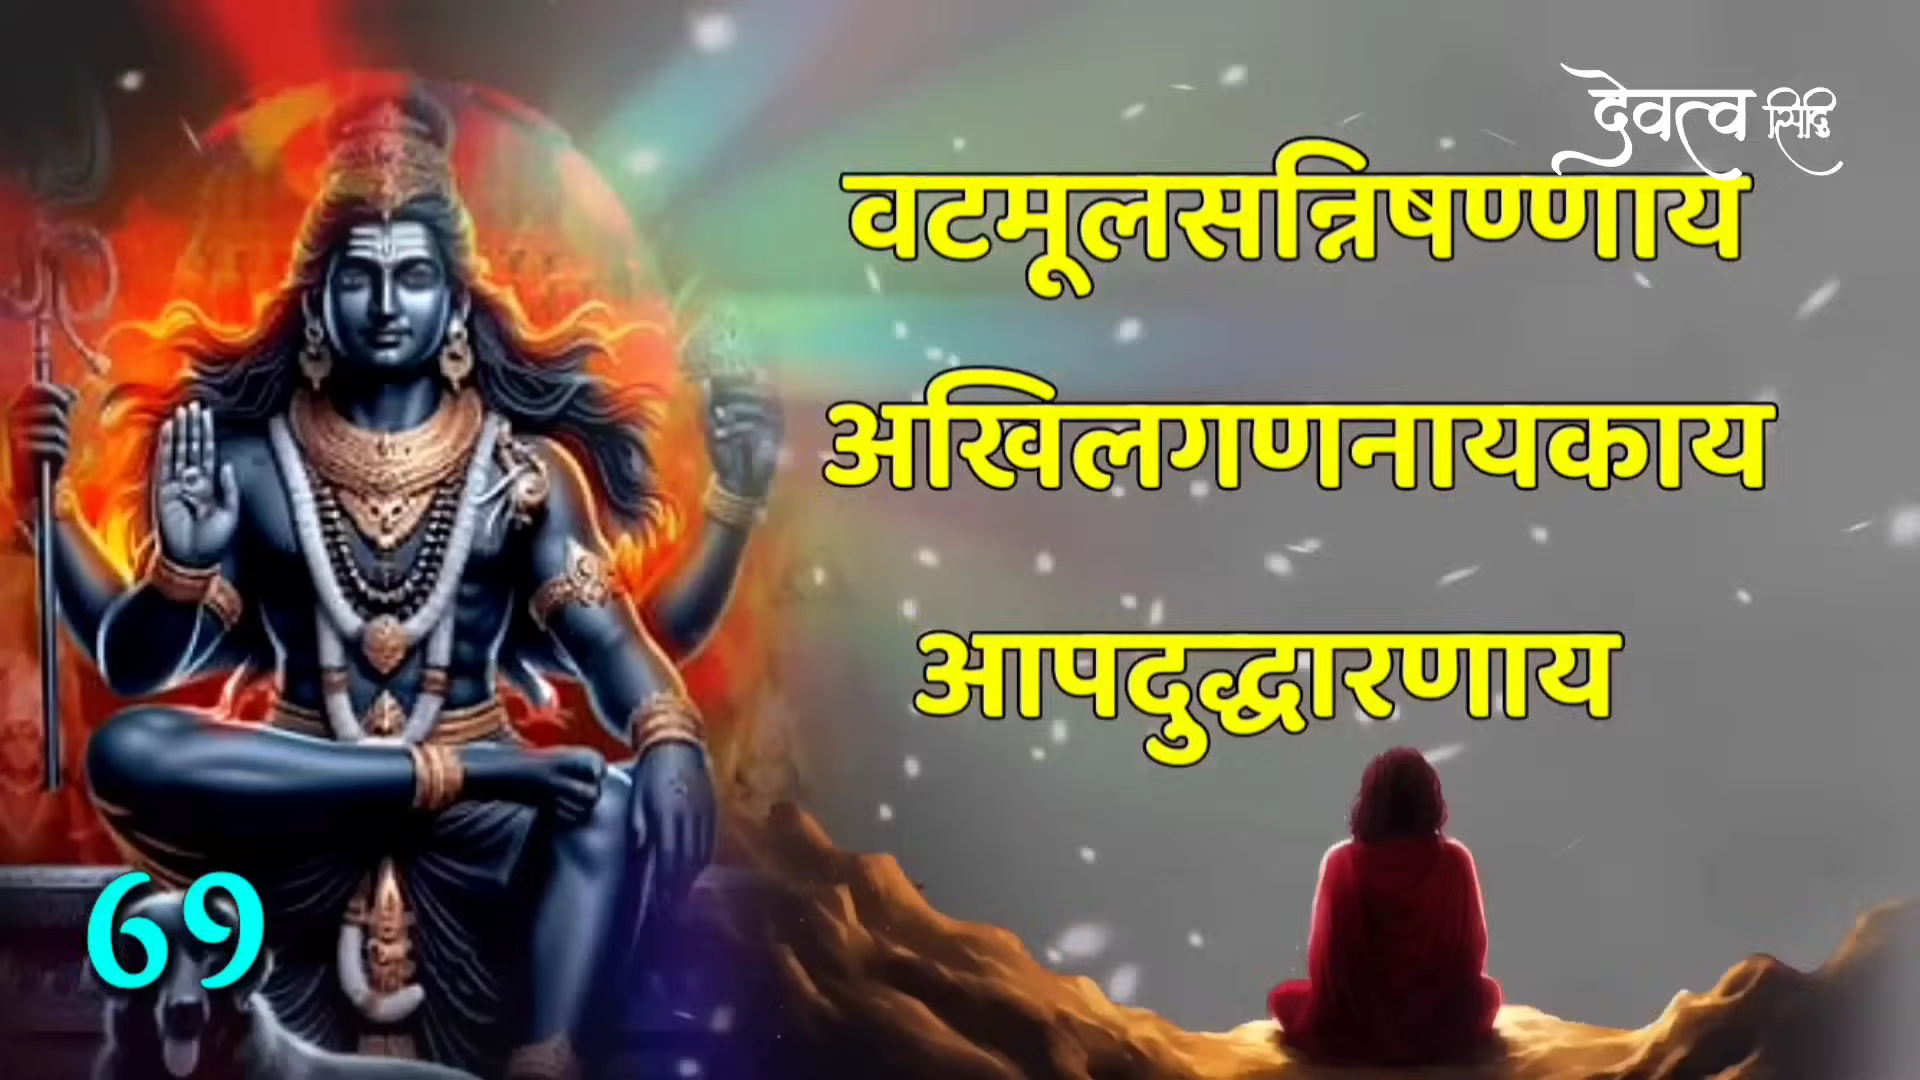 देवत्व सिद्धि
वटमूलसन्निषण्णाय
अखिलगणनायकाय
आपदुद्धारणाय
69